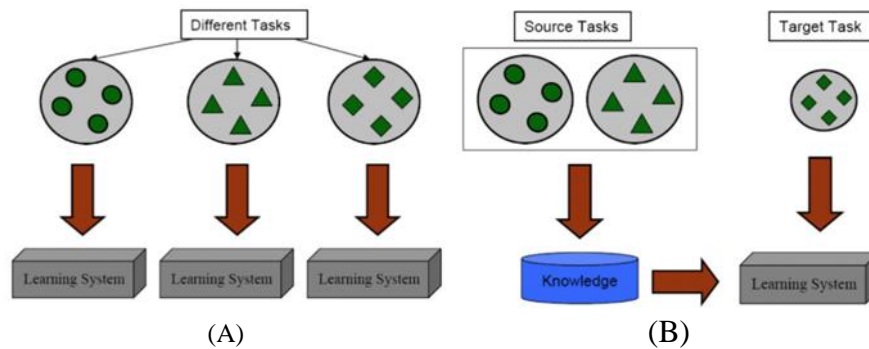 Different Tasks
Source Tasks
Target Task
Learning System
Learning System
Learning System
Knowledge
Learning System
(A)
(B)